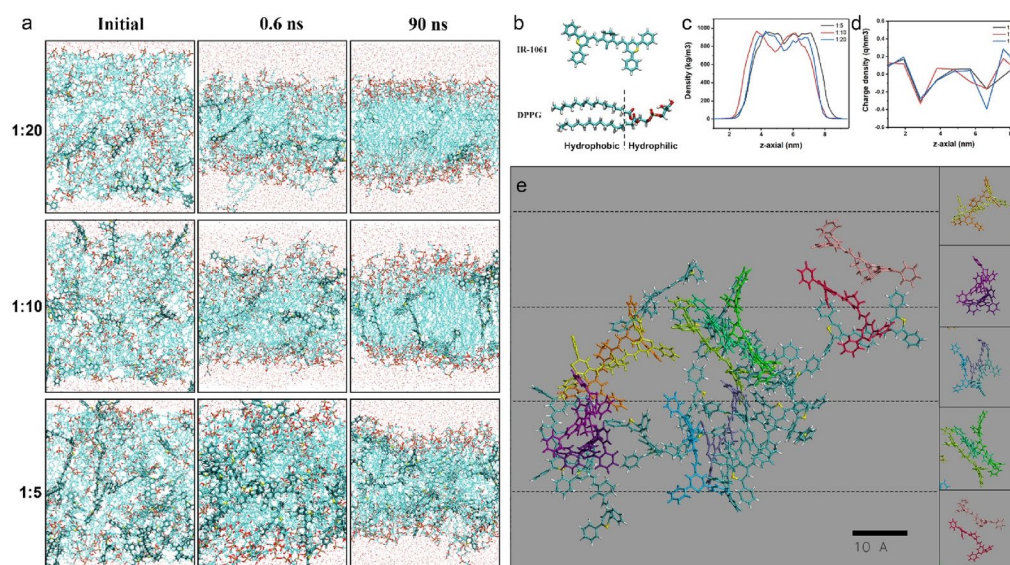 a
Initial
0.6 ns
90 ns
1:20
1:10
1:5
b
IR-1061
DPPG
Hydrophobic
Hydrophilic
c
Density (kg/m3)
1000
800
600
400
200
0
2
4
6
8
z-axial (nm)
1:5
1:10
1:20
d
Charge density (q/nm3)
0.6
0.4
0.2
0.0
-0.2
-0.4
-0.6
2
4
6
8
z-axial (nm)
e
10 A